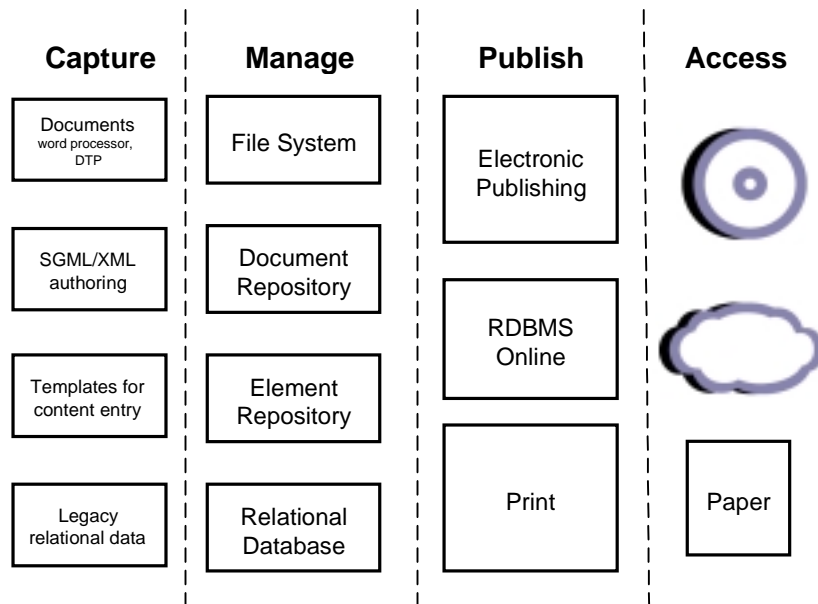 Capture
Manage
Publish
Access
Documents
word processor,
DTP
SGML/XML
authoring
Templates for
content entry
Legacy
relational data
File System
Document
Repository
Element
Repository
Relational
Database
Electronic
Publishing
RDBMS
Online
Print
Paper